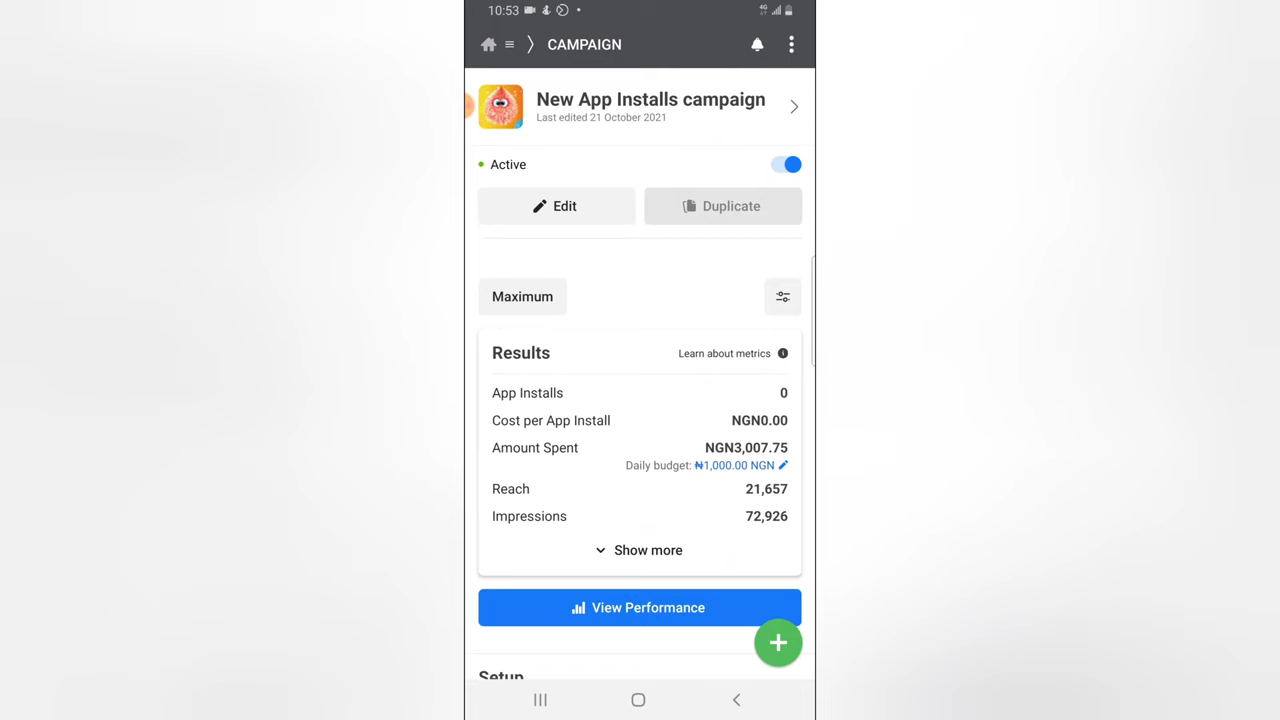 10:53
4G
CAMPAIGN
New App Installs campaign
Last edited 21 October 2021
Active
Edit
Duplicate
Maximum
Results
Learn about metrics
App Installs 0
Cost per App Install NGN0.00
Amount Spent NGN3,007.75
Daily budget: ₦1,000.00 NGN
Reach 21,657
Impressions 72,926
Show more
View Performance
Setup